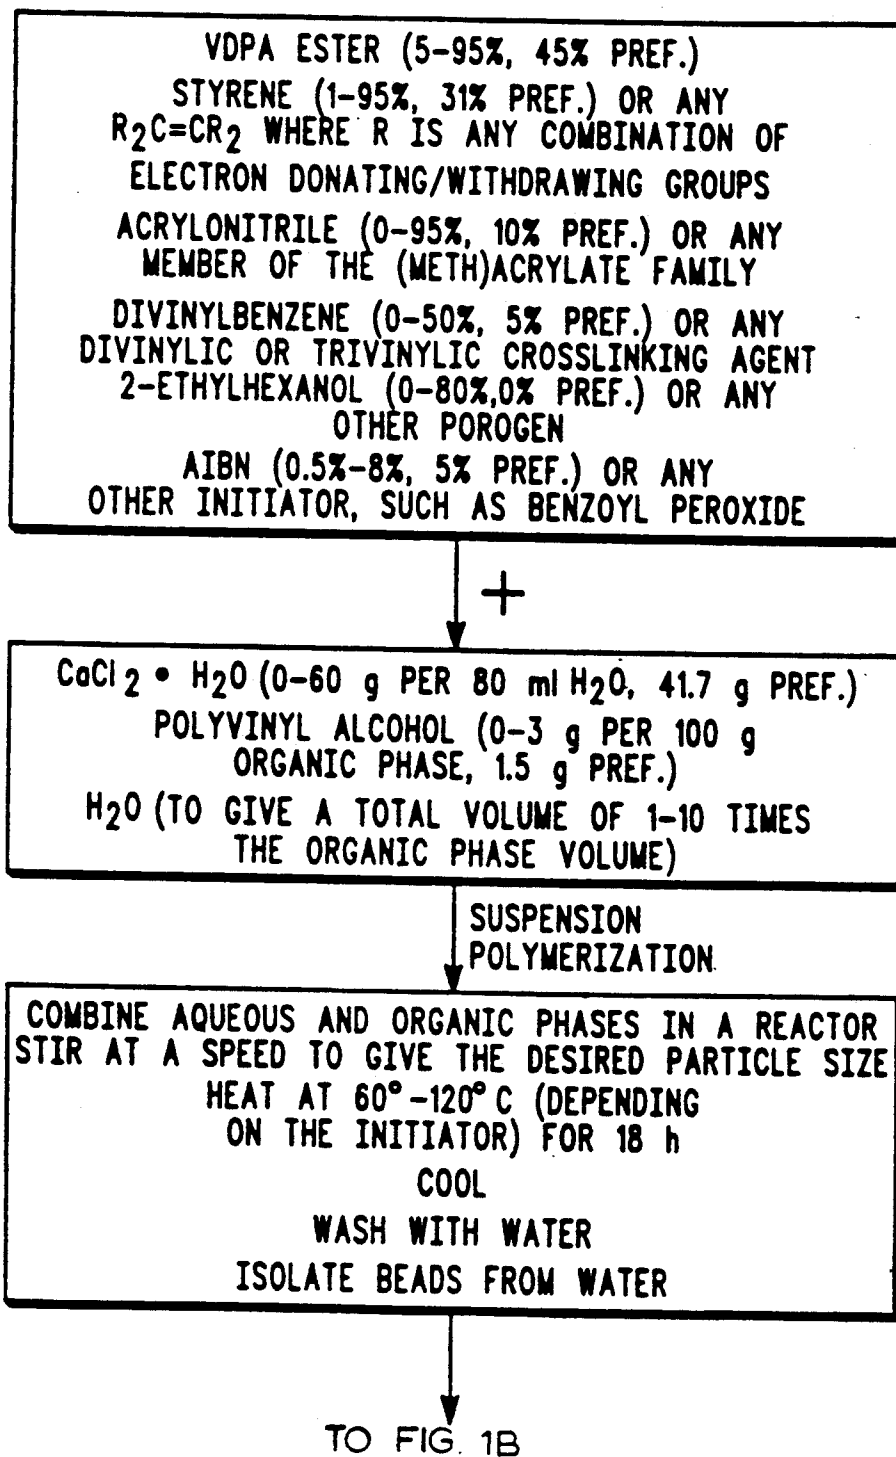 VDPA ESTER (5-95%, 45% PREF.)
STYRENE (1-95%, 31% PREF.) OR ANY
R₂C=CR₂ WHERE R IS ANY COMBINATION OF
ELECTRON DONATING/WITHDRAWING GROUPS
ACRYLONITRILE (0-95%, 10% PREF.) OR ANY
MEMBER OF THE (METH)ACRYLATE FAMILY
DIVINYLBENZENE (0-50%, 5% PREF.) OR ANY
DIVINYLIC OR TRIVINYLIC CROSSLINKING AGENT
2-ETHYLHEXANOL (0-80%,0% PREF.) OR ANY
OTHER POROGEN
AIBN (0.5%-8%, 5% PREF.) OR ANY
OTHER INITIATOR, SUCH AS BENZOYL PEROXIDE
+
CaCl₂ • H₂O (0-60 g PER 80 ml H₂O, 41.7 g PREF.)
POLYVINYL ALCOHOL (0-3 g PER 100 g
ORGANIC PHASE, 1.5 g PREF.)
H₂O (TO GIVE A TOTAL VOLUME OF 1-10 TIMES
THE ORGANIC PHASE VOLUME)
SUSPENSION
POLYMERIZATION
COMBINE AQUEOUS AND ORGANIC PHASES IN A REACTOR
STIR AT A SPEED TO GIVE THE DESIRED PARTICLE SIZE
HEAT AT 60°-120°C (DEPENDING
ON THE INITIATOR) FOR 18 h
COOL
WASH WITH WATER
ISOLATE BEADS FROM WATER
TO FIG. 1B